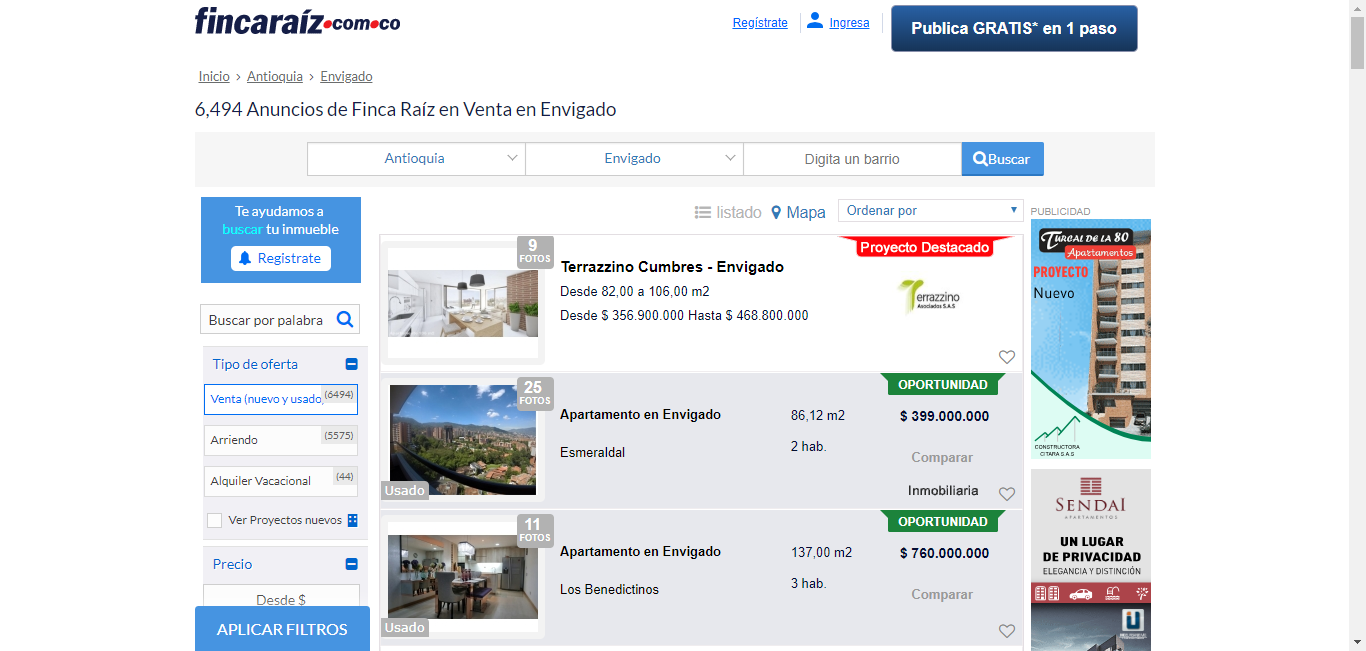 fincaraíz.com.co
Regístrate
Ingresa
Publica GRATIS* en 1 paso
Inicio › Antioquia › Envigado
6,494 Anuncios de Finca Raíz en Venta en Envigado
Antioquia
Envigado
Digita un barrio
Buscar
Te ayudamos a
buscar tu inmueble
Registrate
Buscar por palabra
Tipo de oferta
Venta (nuevo y usado)
(6494)
Arriendo
(5575)
Alquiler Vacacional
(44)
Ver Proyectos nuevos
Precio
Desde $
APLICAR FILTROS
listado
Mapa
Ordenar por
9
FOTOS
Terrazzino Cumbres - Envigado
Desde 82,00 a 106,00 m2
Desde $ 356.900.000 Hasta $ 468.800.000
Proyecto Destacado
Terrazzino
Asociados S.A.S
25
FOTOS
Usado
Apartamento en Envigado
Esmeraldal
86,12 m2
2 hab.
OPORTUNIDAD
$ 399.000.000
Comparar
Inmobiliaria
11
FOTOS
Usado
Apartamento en Envigado
Los Benedictinos
137,00 m2
3 hab.
OPORTUNIDAD
$ 760.000.000
Comparar
PUBLICIDAD
TURCAL DE LA 80
Apartamentos
PROYECTO
Nuevo
CONSTRUCTORA
CITARA S.A.S
SENDAI
APARTAMENTOS
UN LUGAR
DE PRIVACIDAD
ELEGANCIA Y DISTINCIÓN